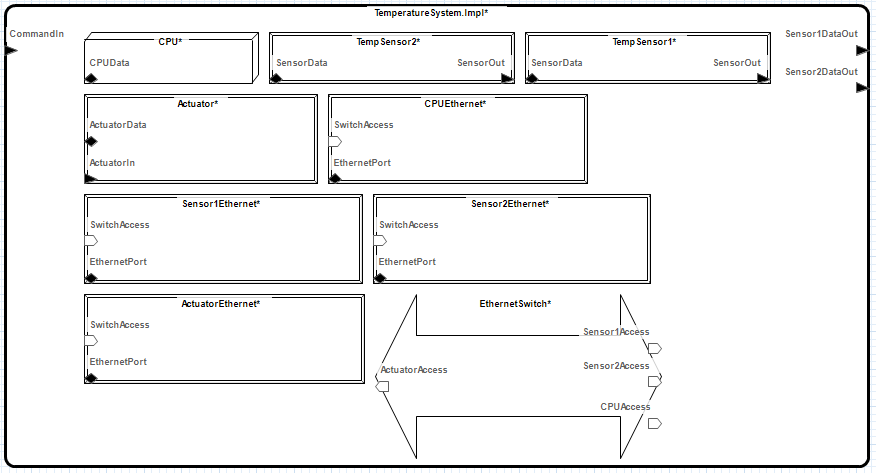 TemperatureSystem.Impl*
CommandIn
CPU*
TempSensor2*
TempSensor1*
Sensor1DataOut
CPUData
SensorData
SensorOut
SensorData
SensorOut
Sensor2DataOut
Actuator*
CPUEthernet*
ActuatorData
SwitchAccess
ActuatorIn
EthernetPort
Sensor1Ethernet*
Sensor2Ethernet*
SwitchAccess
SwitchAccess
EthernetPort
EthernetPort
ActuatorEthernet*
EthernetSwitch*
SwitchAccess
Sensor1Access
EthernetPort
Sensor2Access
ActuatorAccess
CPUAccess